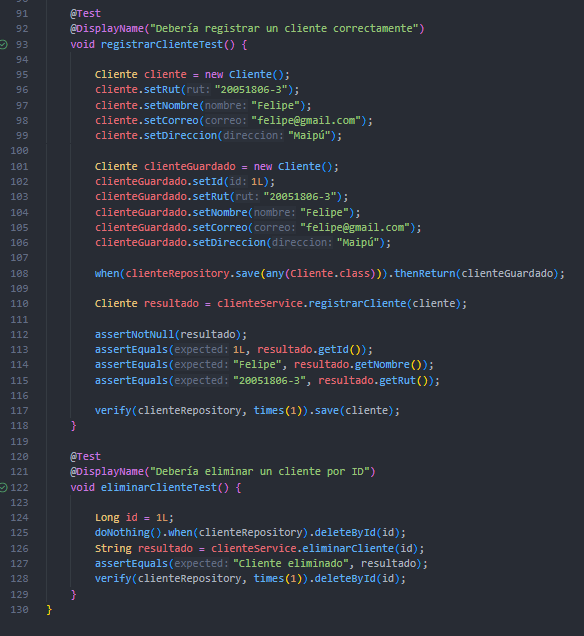 91 @Test
92 @DisplayName("Debería registrar un cliente correctamente")
93 void registrarClienteTest() {
94
95 Cliente cliente = new Cliente();
96 cliente.setRut(rut: "20051806-3");
97 cliente.setNombre(nombre: "Felipe");
98 cliente.setCorreo(correo: "felipe@gmail.com");
99 cliente.setDireccion(direccion: "Maipú");
100
101 Cliente clienteGuardado = new Cliente();
102 clienteGuardado.setId(id: 1L);
103 clienteGuardado.setRut(rut: "20051806-3");
104 clienteGuardado.setNombre(nombre: "Felipe");
105 clienteGuardado.setCorreo(correo: "felipe@gmail.com");
106 clienteGuardado.setDireccion(direccion: "Maipú");
107
108 when(clienteRepository.save(any(Cliente.class))).thenReturn(clienteGuardado);
109
110 Cliente resultado = clienteService.registrarCliente(cliente);
111
112 assertNotNull(resultado);
113 assertEquals(expected: 1L, resultado.getId());
114 assertEquals(expected: "Felipe", resultado.getNombre());
115 assertEquals(expected: "20051806-3", resultado.getRut());
116
117 verify(clienteRepository, times(1)).save(cliente);
118 }
119
120 @Test
121 @DisplayName("Debería eliminar un cliente por ID")
122 void eliminarClienteTest() {
123
124 Long id = 1L;
125 doNothing().when(clienteRepository).deleteById(id);
126 String resultado = clienteService.eliminarCliente(id);
127 assertEquals(expected: "Cliente eliminado", resultado);
128 verify(clienteRepository, times(1)).deleteById(id);
129 }
130 }